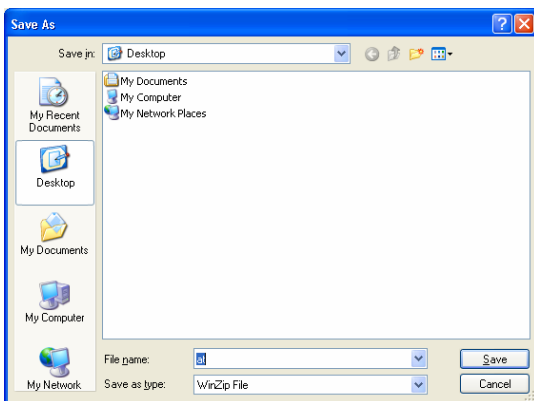 Save As
Save in: Desktop
My Documents
My Computer
My Network Places
My Recent
Documents
Desktop
My Documents
My Computer
My Network
File name: at
Save
Save as type: WinZip File
Cancel